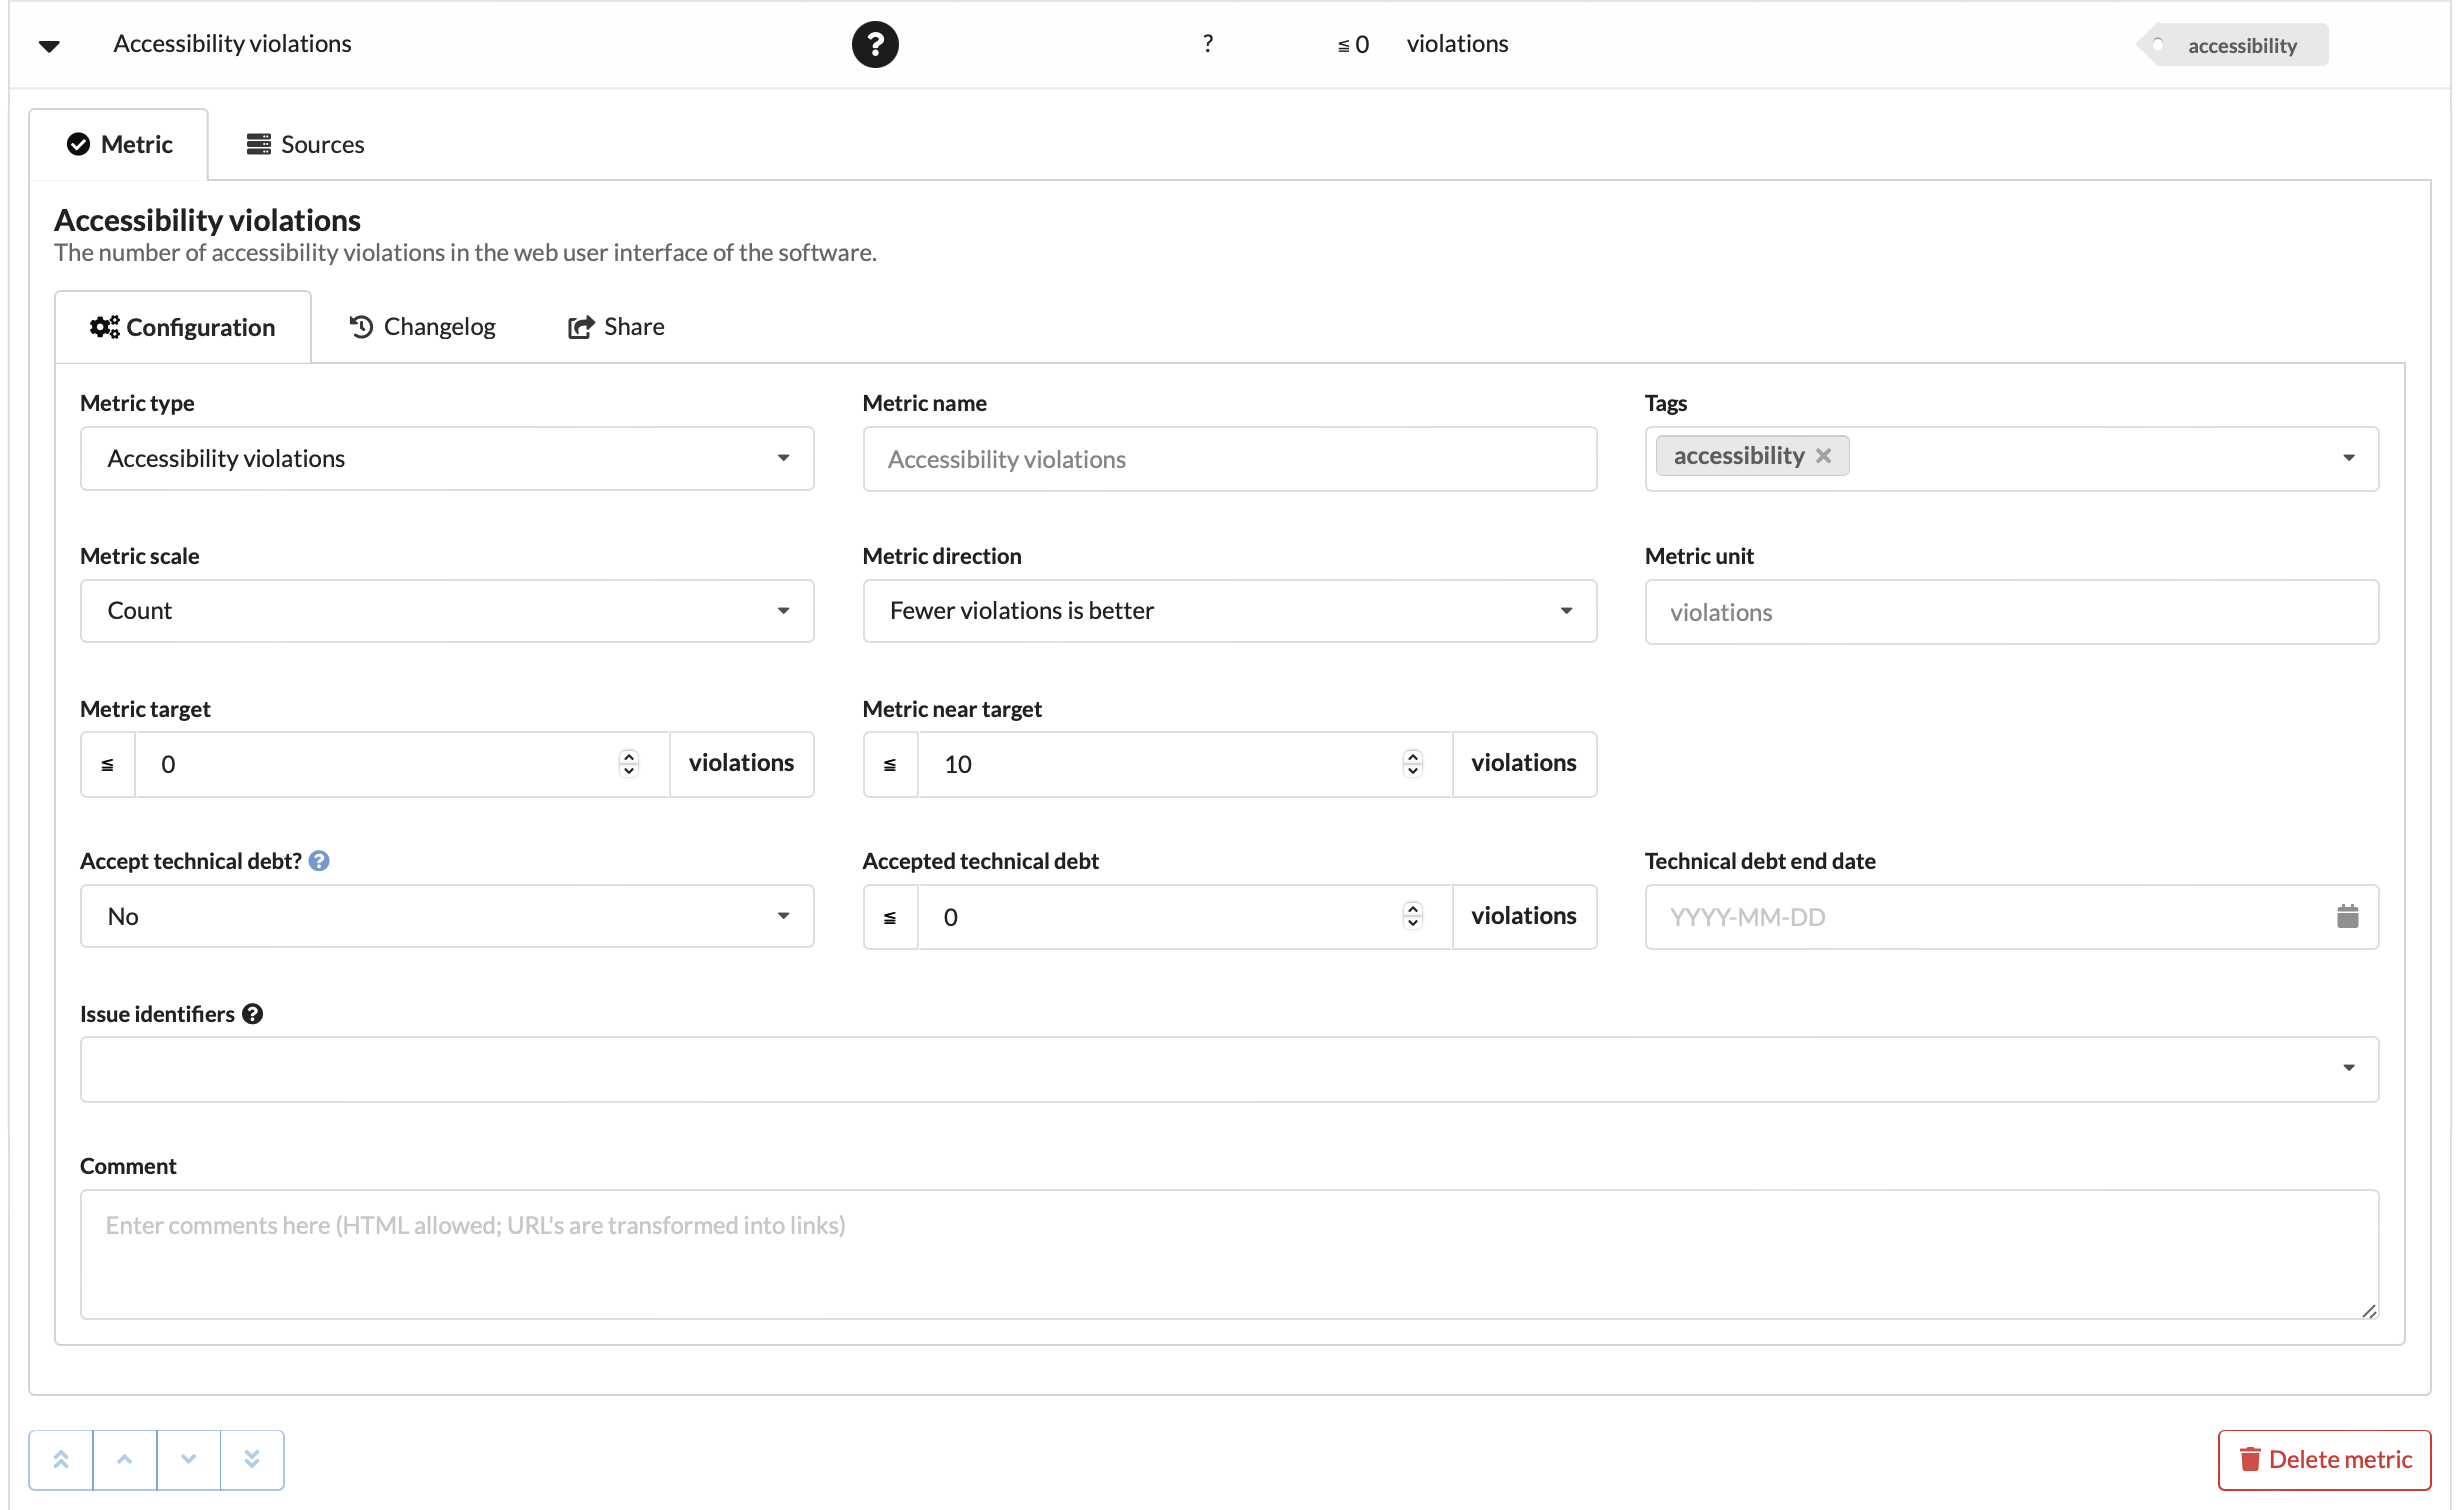 Accessibility violations ? ? ≦ 0 violations accessibility
Metric Sources
Accessibility violations
The number of accessibility violations in the web user interface of the software.
Configuration Changelog Share
Metric type Metric name Tags
Accessibility violations Accessibility violations accessibility
Metric scale Metric direction Metric unit
Count Fewer violations is better violations
Metric target Metric near target
≦ 0 violations ≦ 10 violations
Accept technical debt? ? Accepted technical debt Technical debt end date
No ≦ 0 violations YYYY-MM-DD
Issue identifiers ?
Comment
Enter comments here (HTML allowed; URL's are transformed into links)
Delete metric